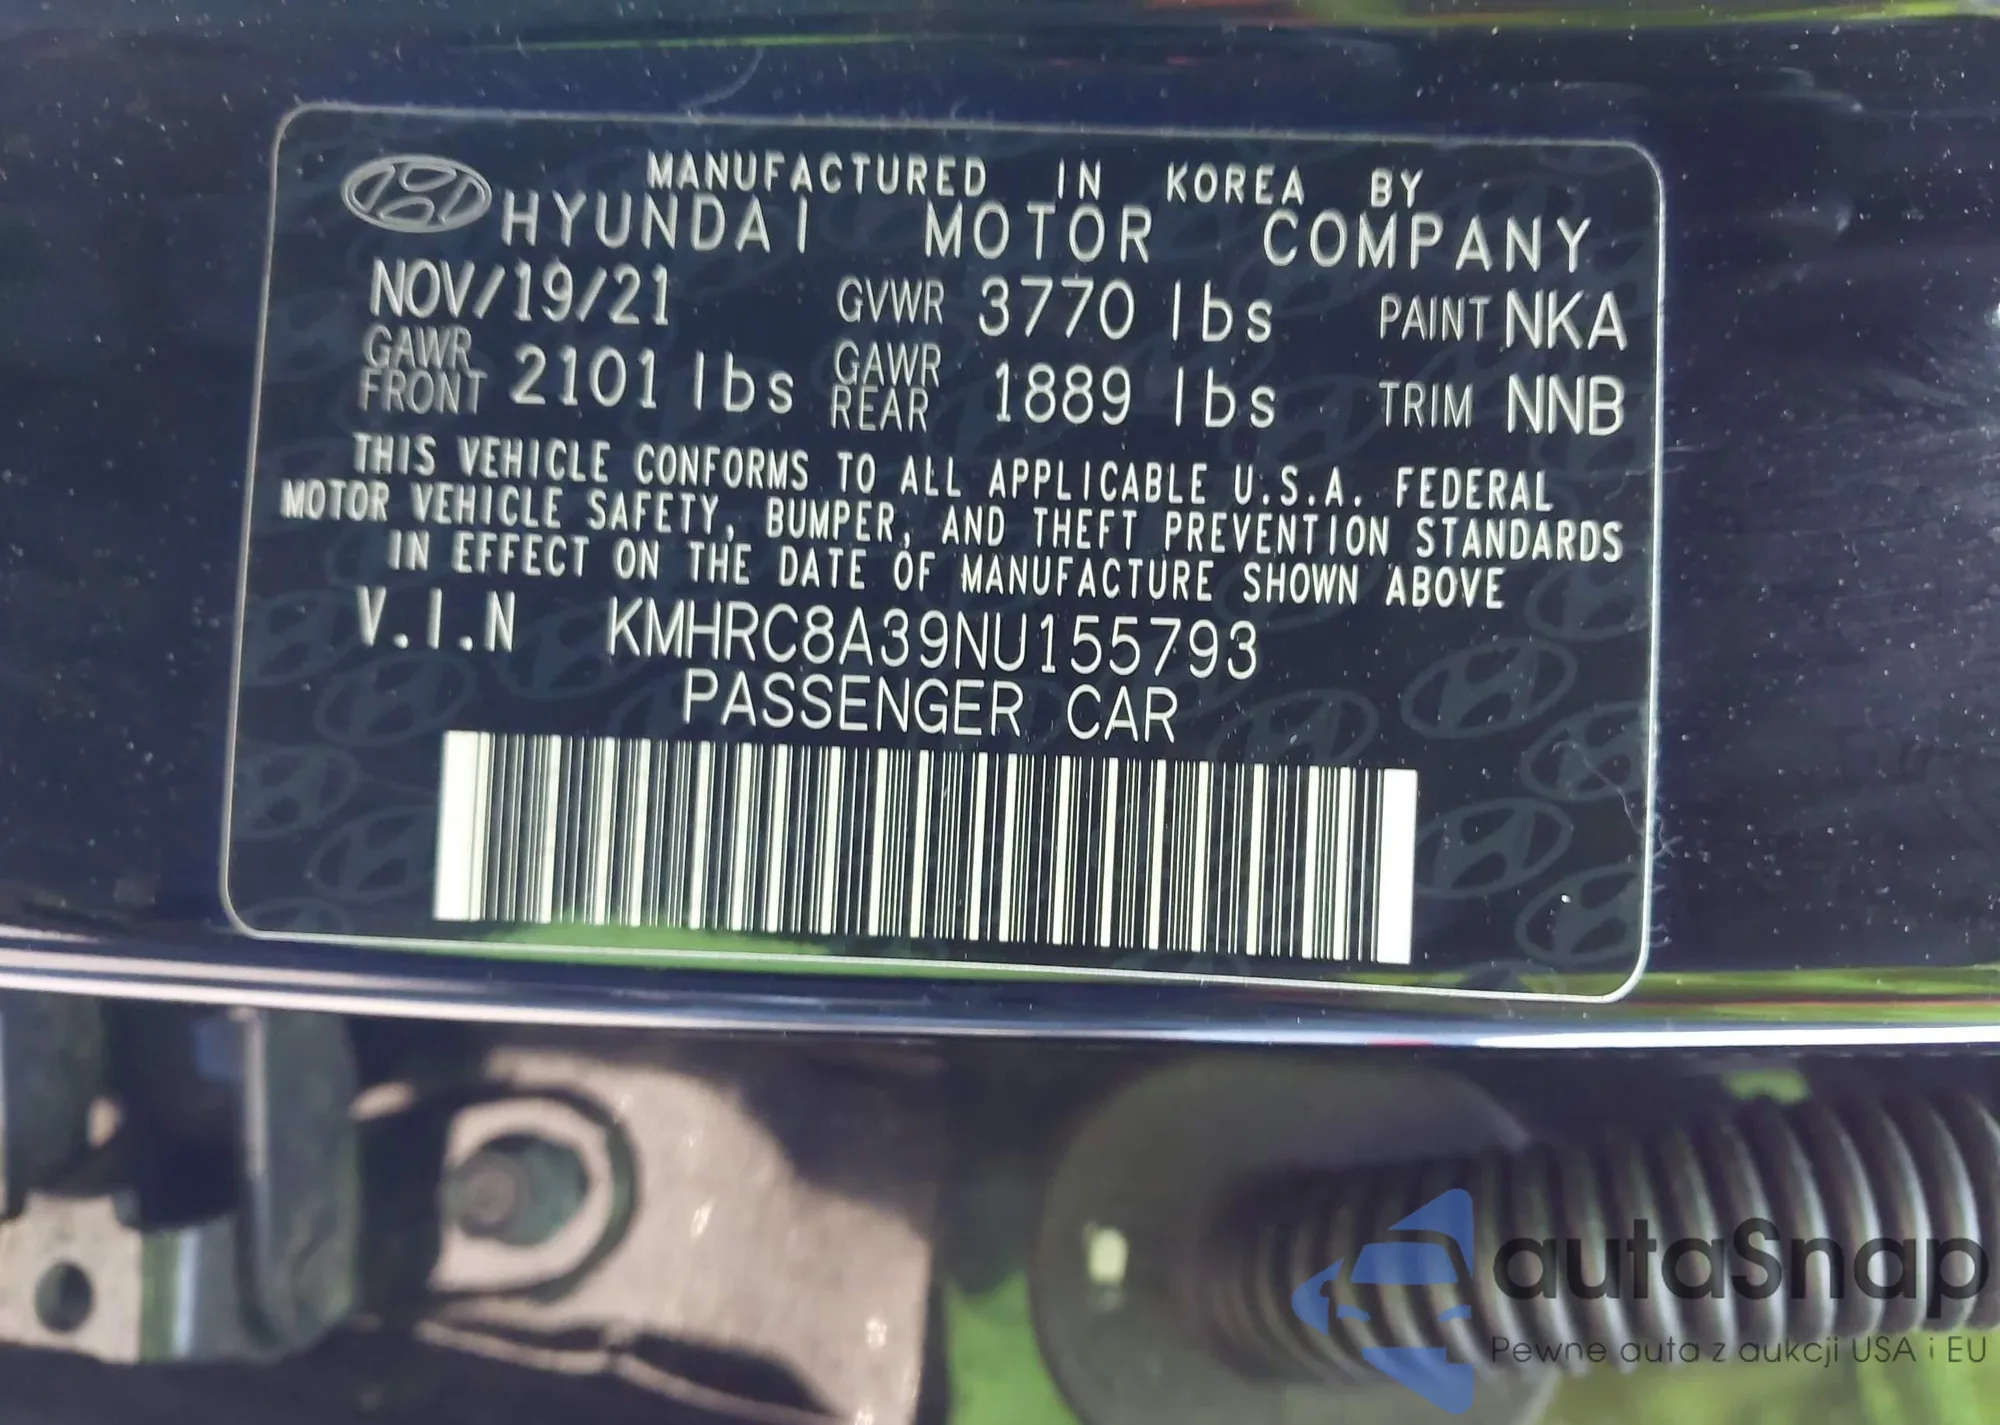 MANUFACTURED IN KOREA BY
HYUNDAI MOTOR COMPANY
NOV/19/21 GVWR 3770 lbs PAINT NKA
GAWR FRONT 2101 lbs GAWR REAR 1889 lbs TRIM NNB
THIS VEHICLE CONFORMS TO ALL APPLICABLE U.S.A. FEDERAL
MOTOR VEHICLE SAFETY, BUMPER, AND THEFT PREVENTION STANDARDS
IN EFFECT ON THE DATE OF MANUFACTURE SHOWN ABOVE
V.I.N KMHRC8A39NU155793
PASSENGER CAR
autaSnap
Pewne auta z aukcji USA i EU